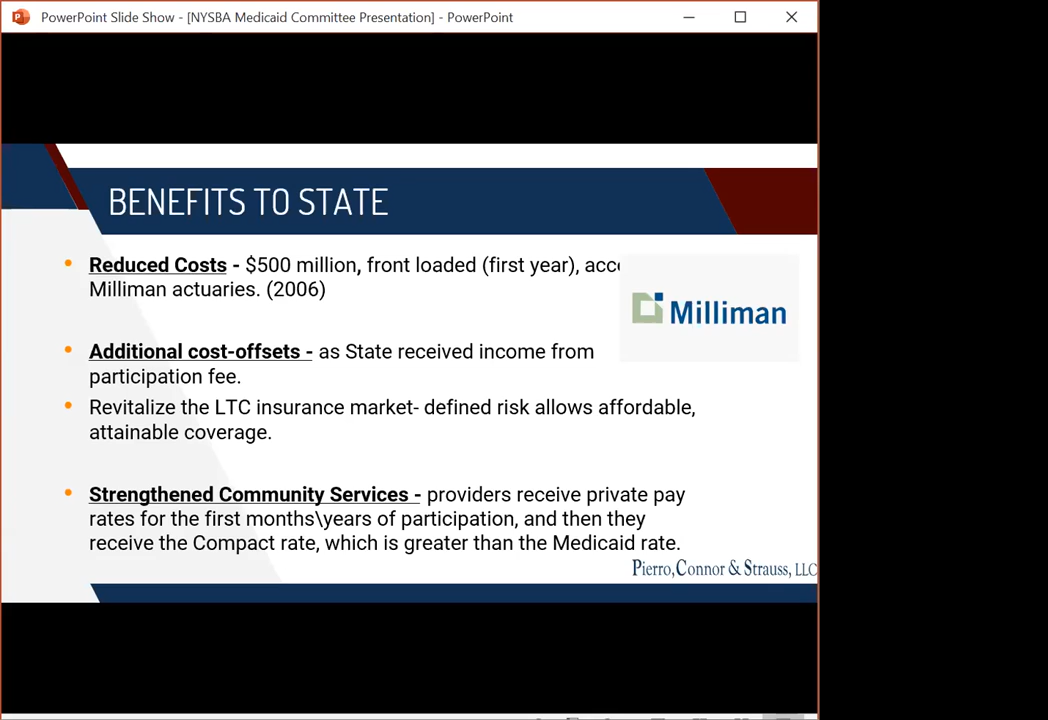 PowerPoint Slide Show - [NYSBA Medicaid Committee Presentation] - PowerPoint
BENEFITS TO STATE
Reduced Costs - $500 million, front loaded (first year),
Milliman actuaries. (2006)
Milliman
Additional cost-offsets - as State received income from
participation fee.
Revitalize the LTC insurance market- defined risk allows affordable,
attainable coverage.
Strengthened Community Services - providers receive private pay
rates for the first months\years of participation, and then they
receive the Compact rate, which is greater than the Medicaid rate.
Pierro, Connor & Strauss, LLC